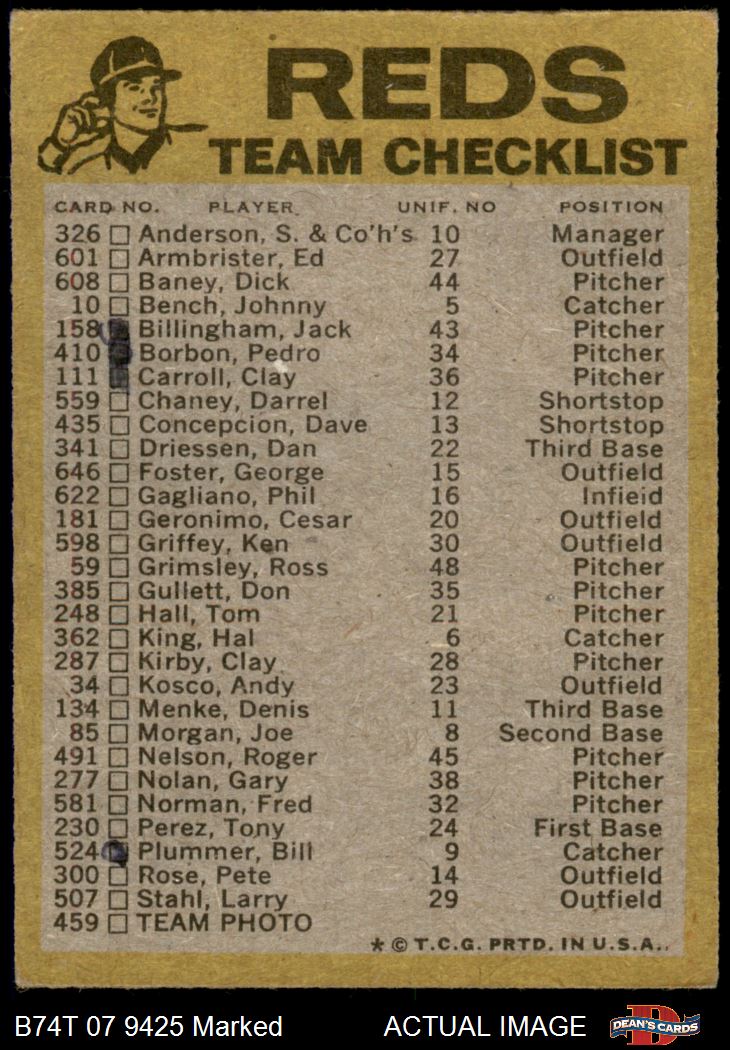 REDS
TEAM CHECKLIST
CARD NO. PLAYER UNIF. NO POSITION
326 Anderson, S. & Co'h's 10 Manager
601 Armbrister, Ed 27 Outfield
608 Baney, Dick 44 Pitcher
10 Bench, Johnny 5 Catcher
158 Billingham, Jack 43 Pitcher
410 Borbon, Pedro 34 Pitcher
111 Carroll, Clay 36 Pitcher
559 Chaney, Darrel 12 Shortstop
435 Concepcion, Dave 13 Shortstop
341 Driessen, Dan 22 Third Base
646 Foster, George 15 Outfield
622 Gagliano, Phil 16 Infieid
181 Geronimo, Cesar 20 Outfield
598 Griffey, Ken 30 Outfield
59 Grimsley, Ross 48 Pitcher
385 Gullett, Don 35 Pitcher
248 Hall, Tom 21 Pitcher
362 King, Hal 6 Catcher
287 Kirby, Clay 28 Pitcher
34 Kosco, Andy 23 Outfield
134 Menke, Denis 11 Third Base
85 Morgan, Joe 8 Second Base
491 Nelson, Roger 45 Pitcher
277 Nolan, Gary 38 Pitcher
581 Norman, Fred 32 Pitcher
230 Perez, Tony 24 First Base
524 Plummer, Bill 9 Catcher
300 Rose, Pete 14 Outfield
507 Stahl, Larry 29 Outfield
459 TEAM PHOTO
* © T.C.G. PRTD. IN U.S.A..
B74T 07 9425 Marked ACTUAL IMAGE
D
DEAN'S CARDS